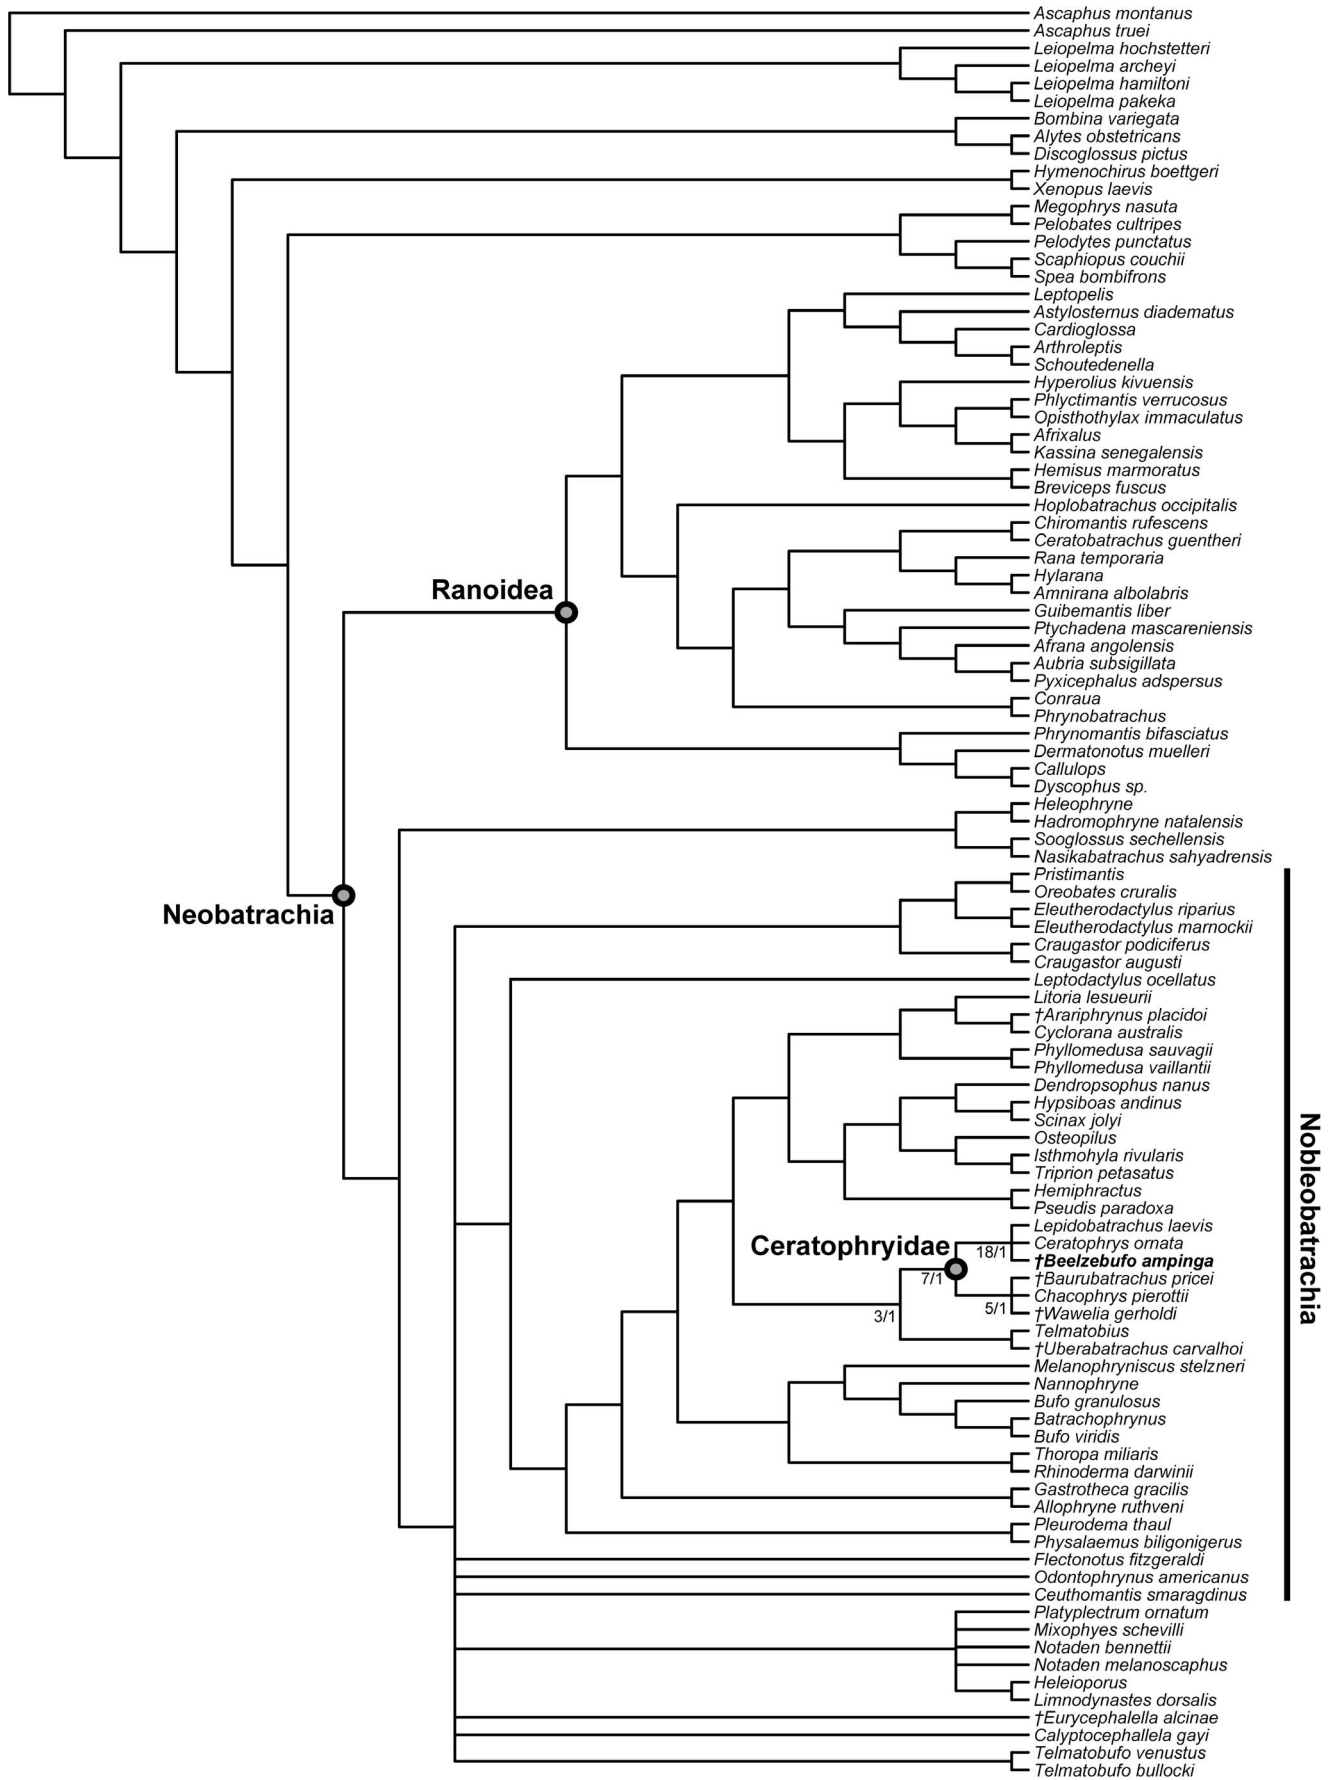 Ascaphus montanus
Ascaphus truei
Leiopelma hochstetteri
Leiopelma archeyi
Leiopelma hamiltoni
Leiopelma pakeka
Bombina variegata
Alytes obstetricans
Discoglossus pictus
Hymenochirus boettgeri
Xenopus laevis
Megophrys nasuta
Pelobates cultripes
Pelodytes punctatus
Scaphiopus couchii
Spea bombifrons
Leptopelis
Astylosternus diadematus
Cardioglossa
Arthroleptis
Schoutedenella
Hyperolius kivuensis
Phlyctimantis verrucosus
Opisthothylax immaculatus
Afrixalus
Kassina senegalensis
Hemisus marmoratus
Breviceps fuscus
Hoplobatrachus occipitalis
Chiromantis rufescens
Ceratobatrachus guentheri
Rana temporaria
Hylarana
Amnirana albolabris
Ranoidea
Guibemantis liber
Ptychadena mascareniensis
Afrana angolensis
Aubria subsigillata
Pyxicephalus adspersus
Conraua
Phrynobatrachus
Phrynomantis bifasciatus
Dermatonotus muelleri
Callulops
Dyscophus sp.
Heleophryne
Hadromophryne natalensis
Sooglossus sechellensis
Nasikabatrachus sahyadrensis
Pristimantis
Oreobates cruralis
Eleutherodactylus riparius
Neobatrachia
Eleutherodactylus marnockii
Craugastor podiciferus
Craugastor augusti
Leptodactylus ocellatus
Litoria lesueurii
†Arariphrynus placidoi
Cyclorana australis
Phyllomedusa sauvagii
Phyllomedusa vaillantii
Dendropsophus nanus
Hypsiboas andinus
Scinax jolyi
Osteopilus
Isthmohyla rivularis
Triprion petasatus
Hemiphractus
Pseudis paradoxa
Nobleobatrachia
Lepidobatrachus laevis
Ceratophryidae
Ceratophrys ornata
18/1
†Beelzebufo ampinga
7/1
†Baurubatrachus pricei
Chacophrys pierottii
5/1
†Wawelia gerholdi
3/1
Telmatobius
†Uberabatrachus carvalhoi
Melanophryniscus stelzneri
Nannophryne
Bufo granulosus
Batrachophrynus
Bufo viridis
Thoropa miliaris
Rhinoderma darwinii
Gastrotheca gracilis
Allophryne ruthveni
Pleurodema thaul
Physalaemus biligonigerus
Flectonotus fitzgeraldi
Odontophrynus americanus
Ceuthomantis smaragdinus
Platyplectrum ornatum
Mixophyes schevilli
Notaden bennettii
Notaden melanoscaphus
Heleioporus
Limnodynastes dorsalis
†Eurycephalella alcinae
Calyptocephallela gayi
Telmatobufo venustus
Telmatobufo bullocki